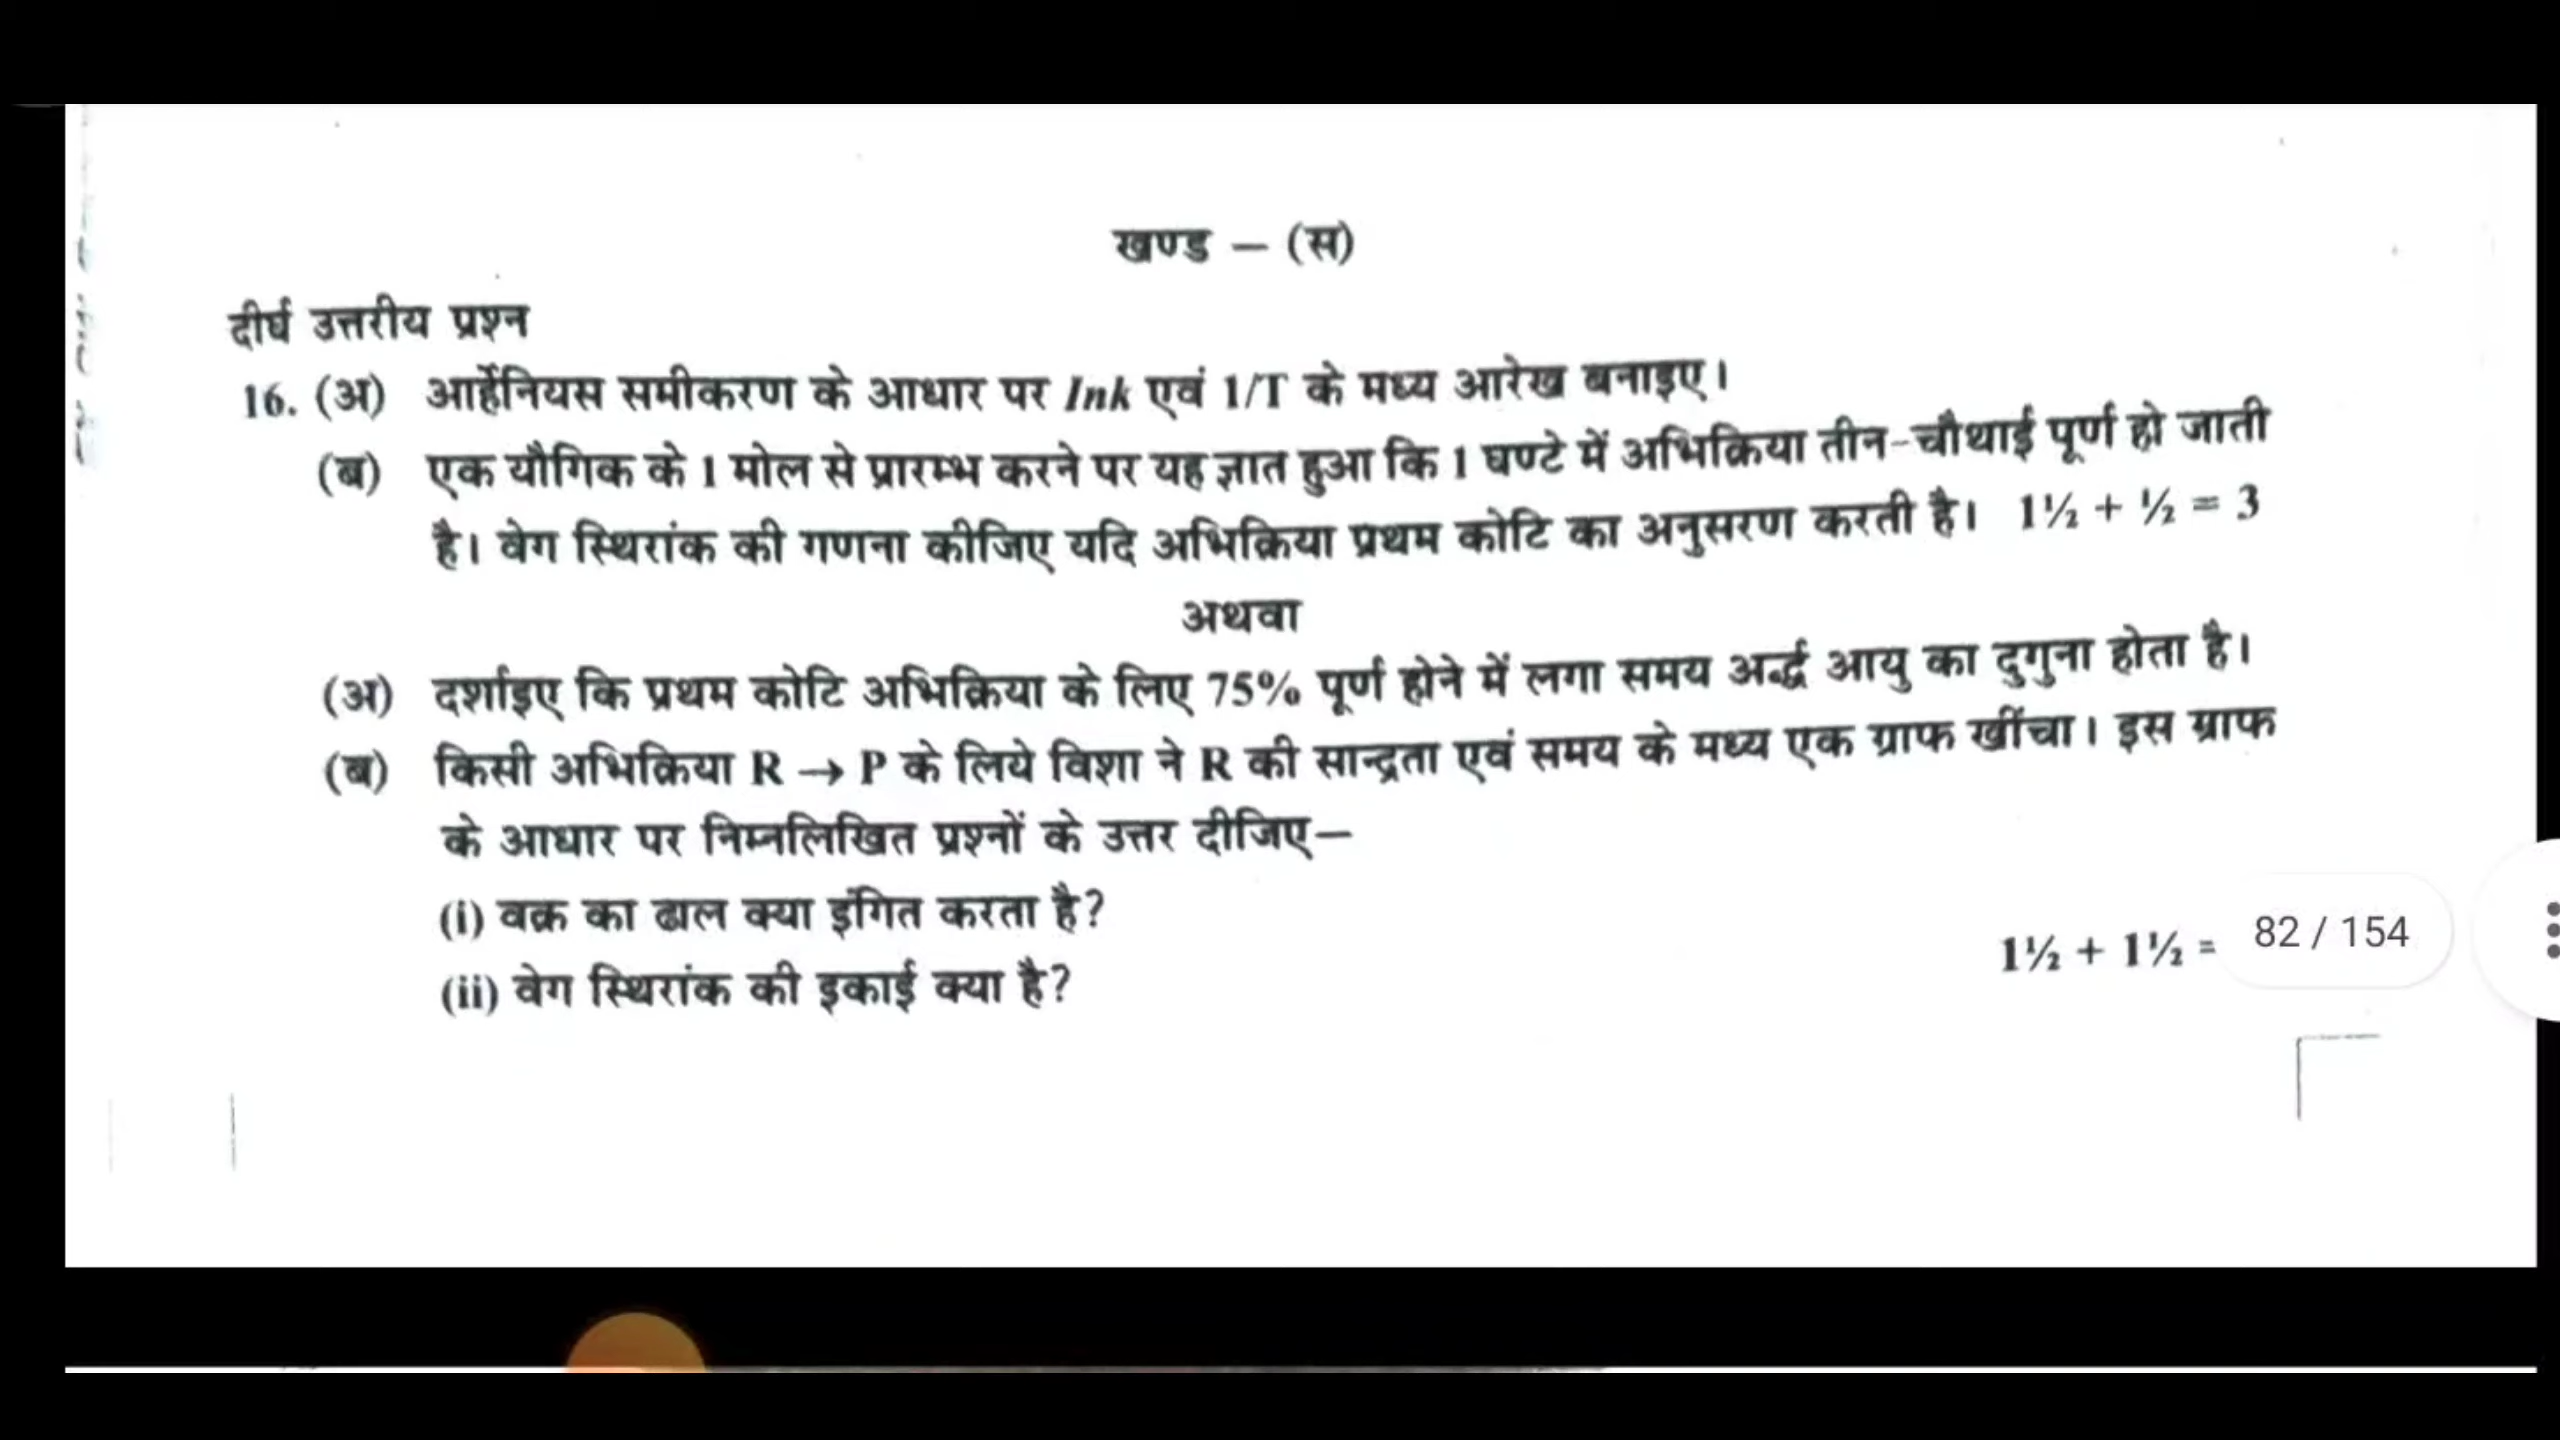 खण्ड – (स)
दीर्घ उत्तरीय प्रश्न
16. (अ) आर्हेनियस समीकरण के आधार पर lnk एवं 1/T के मध्य आरेख बनाइए।
(ब) एक यौगिक के 1 मोल से प्रारम्भ करने पर यह ज्ञात हुआ कि 1 घण्टे में अभिक्रिया तीन-चौथाई पूर्ण हो जाती
है। वेग स्थिरांक की गणना कीजिए यदि अभिक्रिया प्रथम कोटि का अनुसरण करती है। 1½ + ½ = 3
अथवा
(अ) दर्शाइए कि प्रथम कोटि अभिक्रिया के लिए 75% पूर्ण होने में लगा समय अर्द्ध आयु का दुगुना होता है।
(ब) किसी अभिक्रिया R → P के लिये विशा ने R की सान्द्रता एवं समय के मध्य एक ग्राफ खींचा। इस ग्राफ
के आधार पर निम्नलिखित प्रश्नों के उत्तर दीजिए–
(i) वक्र का ढाल क्या इंगित करता है?
(ii) वेग स्थिरांक की इकाई क्या है?
1½ + 1½ =
82 / 154